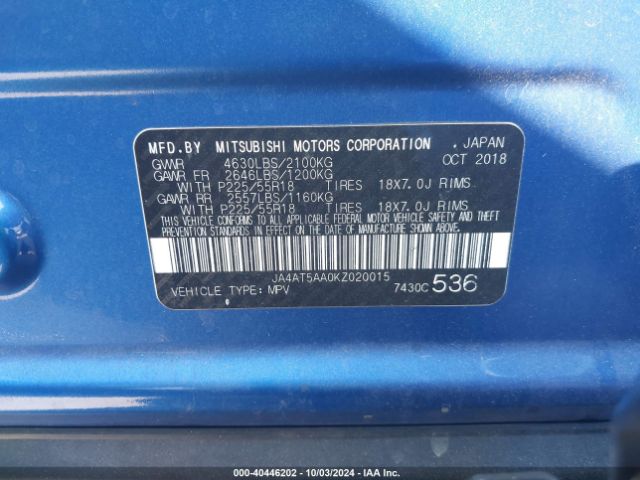 MFD.BY MITSUBISHI MOTORS CORPORATION . JAPAN
GVWR 4630LBS/2100KG OCT 2018
GAWR FR 2646LBS/1200KG
WITH P225/55R18 TIRES 18X7.0J RIMS
GAWR RR 2557LBS/1160KG
WITH P225/55R18 TIRES 18X7.0J RIMS
THIS VEHICLE CONFORMS TO ALL APPLICABLE FEDERAL MOTOR VEHICLE SAFETY AND THEFT
PREVENTION STANDARDS IN EFFECT ON THE DATE OF MANUFACTURE SHOWN ABOVE.
JA4AT5AA0KZ020015
VEHICLE TYPE: MPV 7430C 536
000-40446202 - 10/03/2024 - IAA Inc.